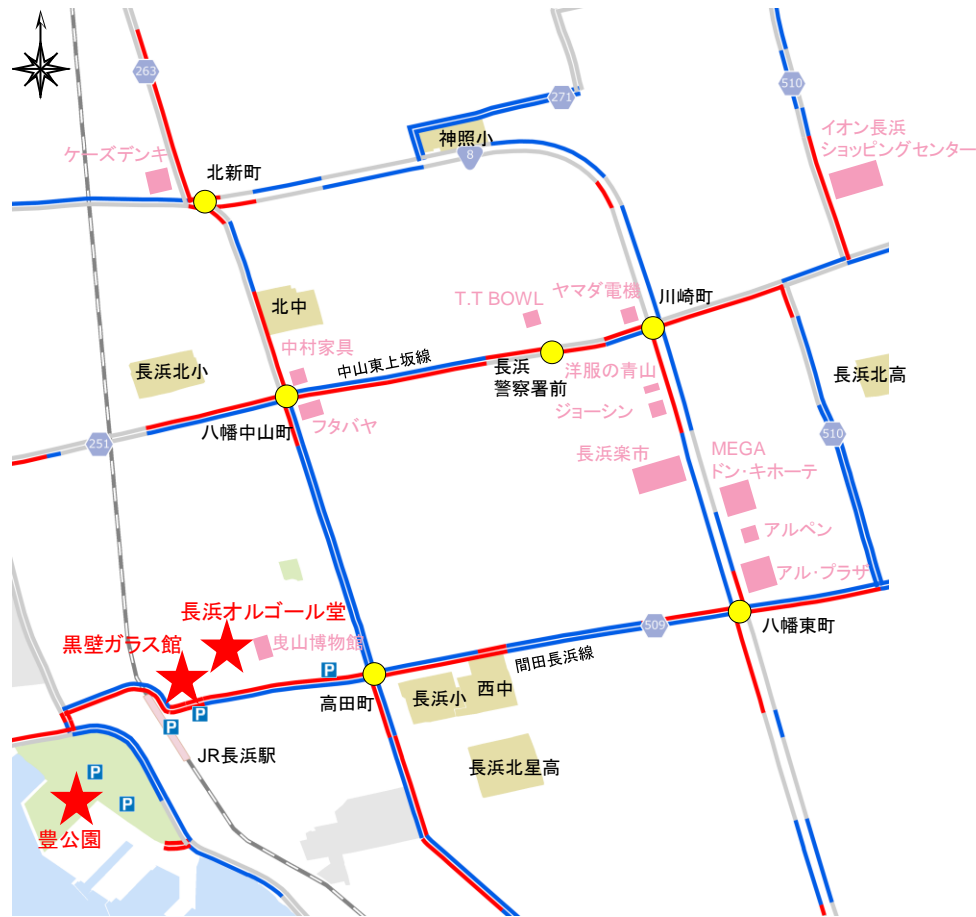 263
510
271
イオン長浜
ショッピングセンター
神照小
8
ケーズデンキ
北新町
ヤマダ電機
川崎町
T.T BOWL
北中
中村家具
中山東上坂線
長浜
警察署前
洋服の青山
長浜北小
長浜北高
ジョーシン
フタバヤ
八幡中山町
251
510
長浜楽市
MEGA
ドン・キホーテ
アルペン
アル・プラザ
長浜オルゴール堂
黒壁ガラス館
曳山博物館
509
八幡東町
間田長浜線
P
高田町
長浜小
西中
P
P
JR長浜駅
長浜北星高
P
P
豊公園